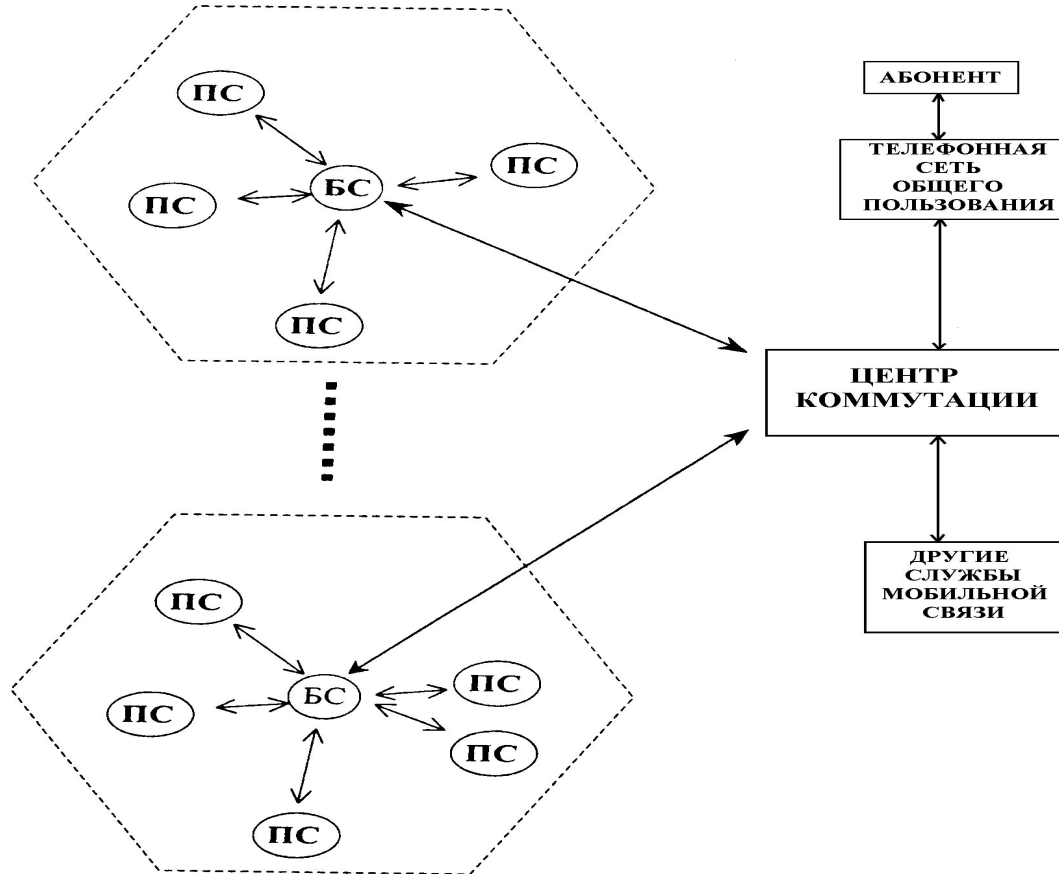 ПС
ПС
БС
ПС
ПС
АБОНЕНТ
ТЕЛЕФОННАЯ
СЕТЬ
ОБЩЕГО
ПОЛЬЗОВАНИЯ
ЦЕНТР
КОММУТАЦИИ
ДРУГИЕ
СЛУЖБЫ
МОБИЛЬНОЙ
СВЯЗИ
ПС
ПС
БС
ПС
ПС
ПС